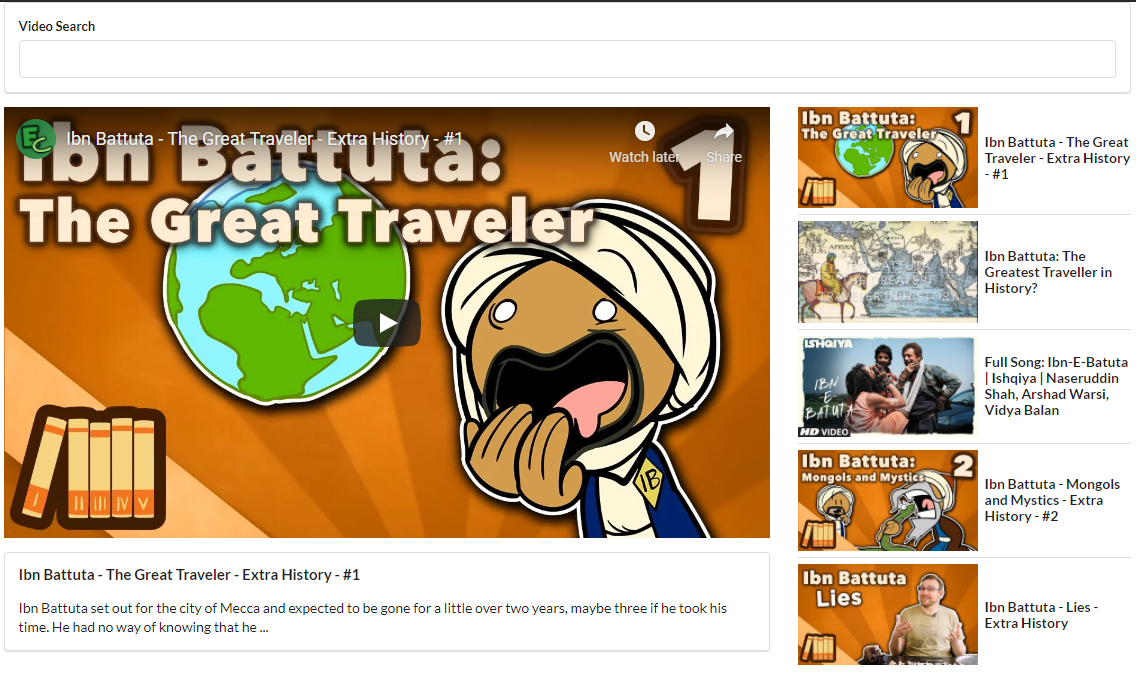 Video Search
EC
Ibn Battuta - The Great Traveler - Extra History - #1
Watch later
Share
Ibn Battuta:
The Great Traveler
1
IB
I II III IV V
Ibn Battuta - The Great Traveler - Extra History - #1
Ibn Battuta set out for the city of Mecca and expected to be gone for a little over two years, maybe three if he took his
time. He had no way of knowing that he ...
Ibn Battuta:
The Great Traveler
1
Ibn Battuta - The Great
Traveler - Extra History
- #1
AFRYKA
TRAVELER IN HISTORY
Ibn Battuta: The
Greatest Traveller in
History?
ISHQIYA
IBN
E
BATUTA
HD VIDEO
Full Song: Ibn-E-Batuta
| Ishqiya | Naseruddin
Shah, Arshad Warsi,
Vidya Balan
Ibn Battuta:
Mongols and Mystics
2
Ibn Battuta - Mongols
and Mystics - Extra
History - #2
Ibn Battuta
Lies
Ibn Battuta - Lies -
Extra History